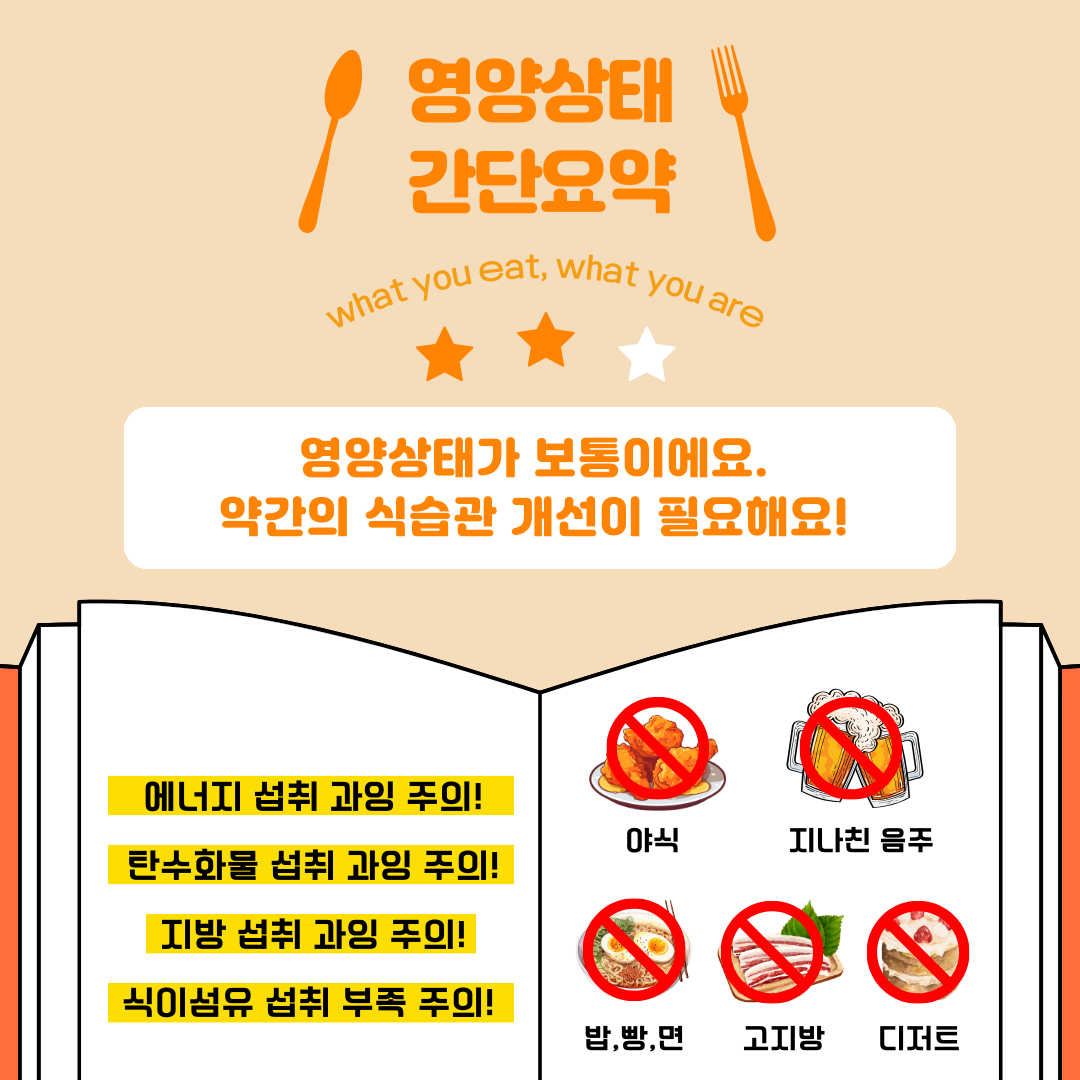 영양상태
간단요약
what you eat, what you are
영양상태가 보통이에요.
약간의 식습관 개선이 필요해요!
에너지 섭취 과잉 주의!
탄수화물 섭취 과잉 주의!
지방 섭취 과잉 주의!
식이섬유 섭취 부족 주의!
야식
지나친 음주
밥,빵,면
고지방
디저트